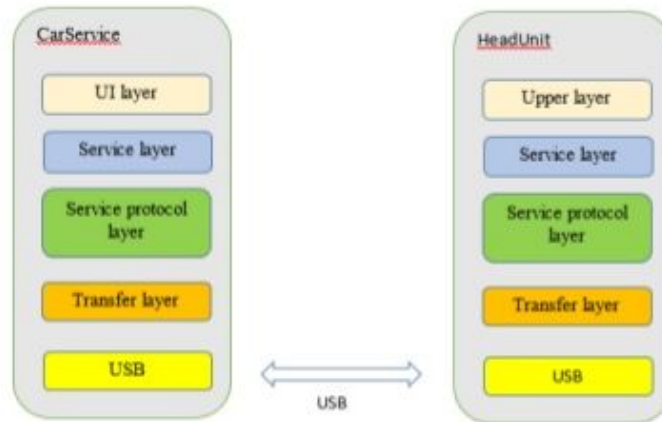 CarService
UI layer
Service layer
Service protocol
layer
Transfer layer
USB
USB
HeadUnit
Upper layer
Service layer
Service protocol
layer
Transfer layer
USB